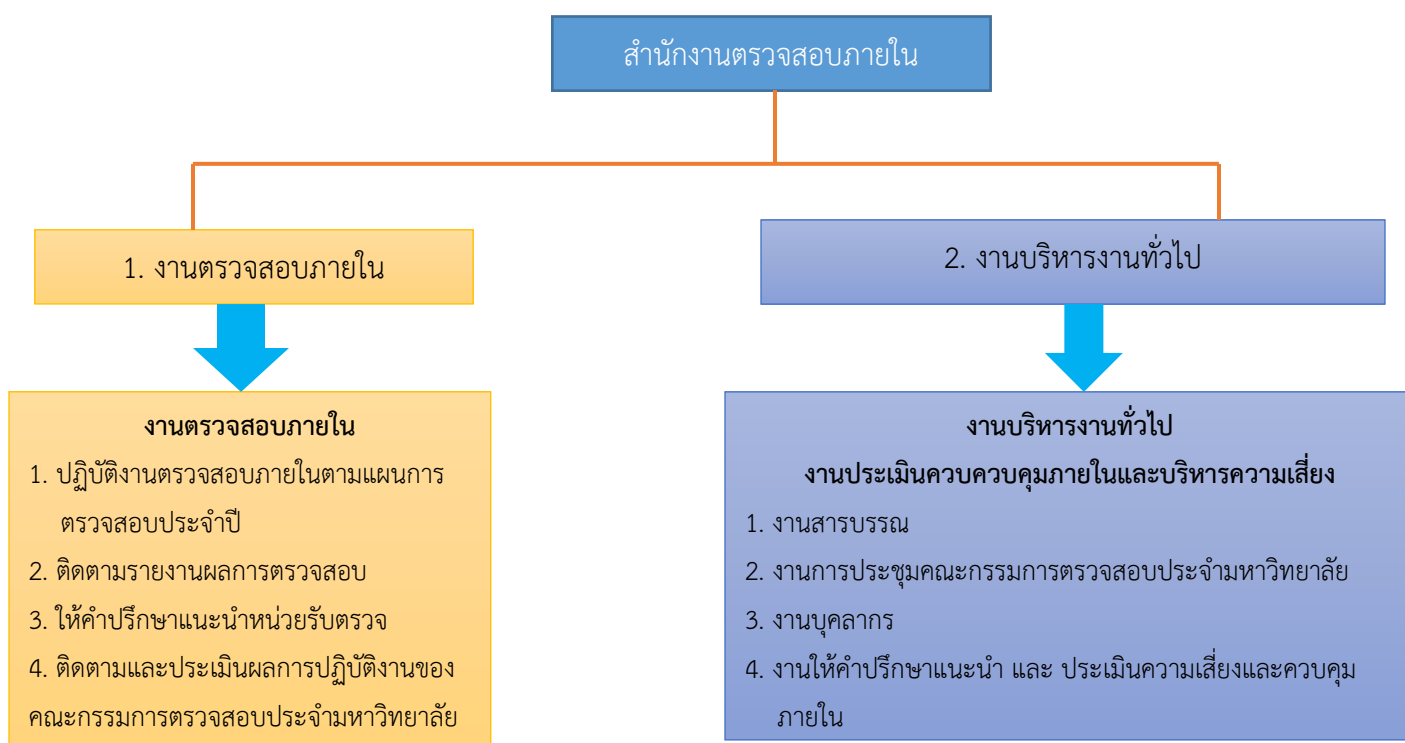 สำนักงานตรวจสอบภายใน
1. งานตรวจสอบภายใน
2. งานบริหารงานทั่วไป
งานตรวจสอบภายใน
1. ปฏิบัติงานตรวจสอบภายในตามแผนการ
ตรวจสอบประจำปี
2. ติดตามรายงานผลการตรวจสอบ
3. ให้คำปรึกษาแนะนำหน่วยรับตรวจ
4. ติดตามและประเมินผลการปฏิบัติงานของ
คณะกรรมการตรวจสอบประจำมหาวิทยาลัย
งานบริหารงานทั่วไป
งานประเมินควบควบคุมภายในและบริหารความเสี่ยง
1. งานสารบรรณ
2. งานการประชุมคณะกรรมการตรวจสอบประจำมหาวิทยาลัย
3. งานบุคลากร
4. งานให้คำปรึกษาแนะนำ และ ประเมินความเสี่ยงและควบคุม
ภายใน